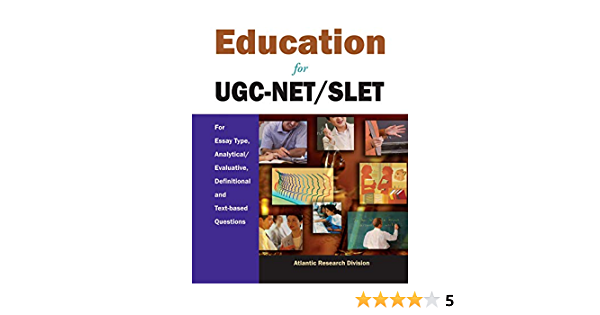 Education
for
UGC-NET/SLET
For
Essay Type,
Analytical/
Evaluative,
Definitional
and
Text-based
Questions
Atlantic Research Division
5